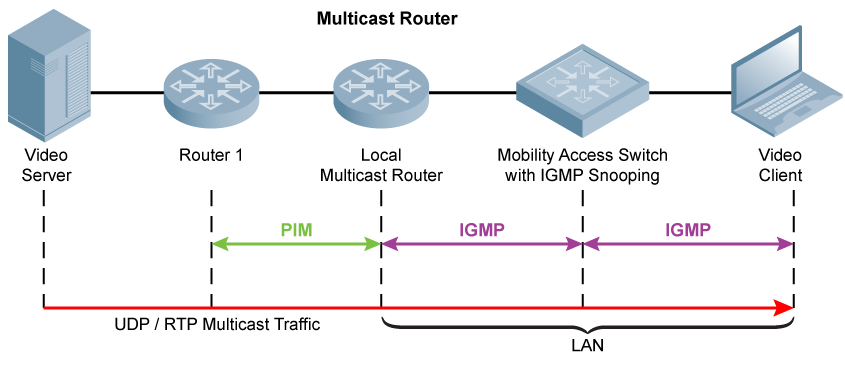 Multicast Router
Video
Server
Router 1
Local
Multicast Router
Mobility Access Switch
with IGMP Snooping
Video
Client
PIM
IGMP
IGMP
UDP / RTP Multicast Traffic
LAN